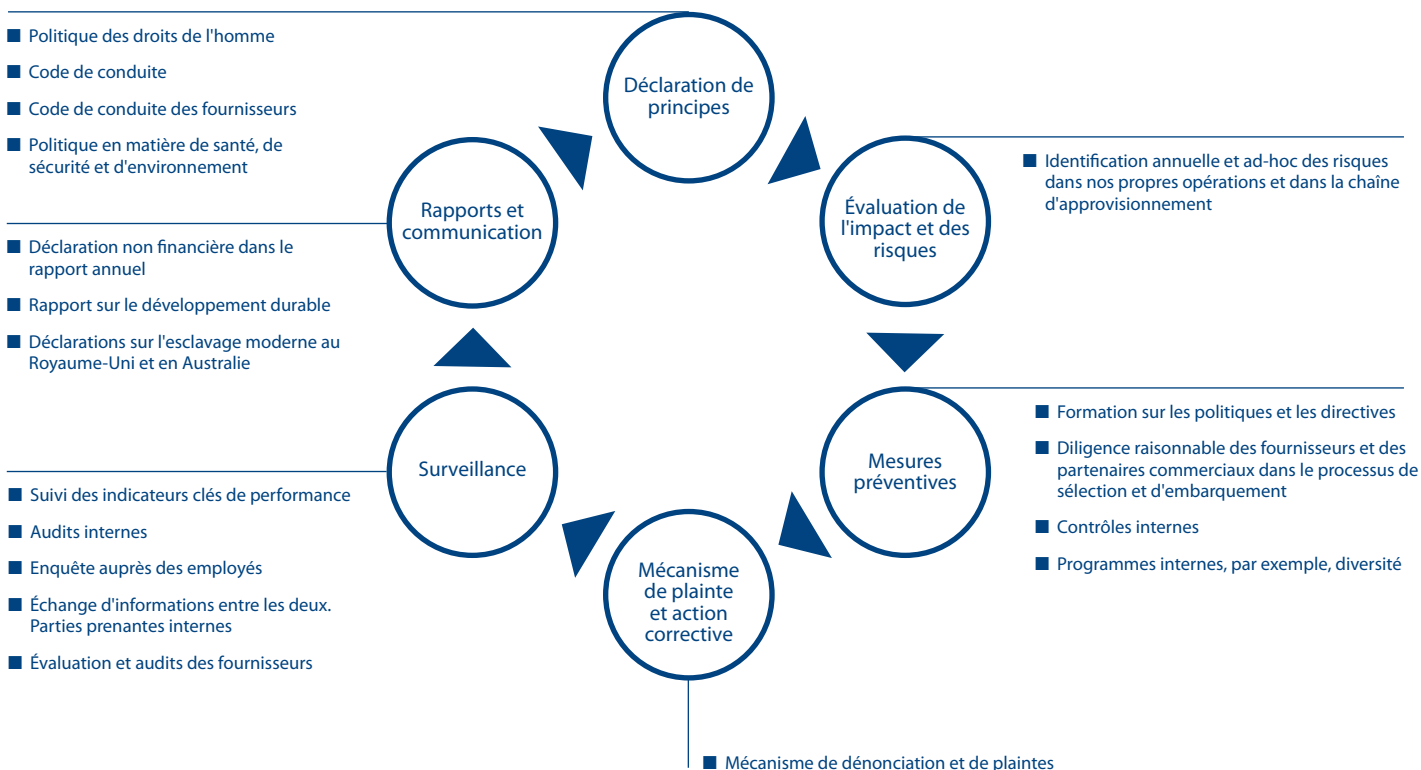 Déclaration de
principes
■ Politique des droits de l'homme
■ Code de conduite
■ Code de conduite des fournisseurs
■ Politique en matière de santé, de
sécurité et d'environnement
Évaluation de
l'impact et des
risques
■ Identification annuelle et ad-hoc des risques
dans nos propres opérations et dans la chaîne
d'approvisionnement
Mesures
préventives
■ Formation sur les politiques et les directives
■ Diligence raisonnable des fournisseurs et des
partenaires commerciaux dans le processus de
sélection et d'embarquement
■ Contrôles internes
■ Programmes internes, par exemple, diversité
Mécanisme
de plainte
et action
corrective
■ Mécanisme de dénonciation et de plaintes
Surveillance
■ Suivi des indicateurs clés de performance
■ Audits internes
■ Enquête auprès des employés
■ Échange d'informations entre les deux.
Parties prenantes internes
■ Évaluation et audits des fournisseurs
Rapports et
communication
■ Déclaration non financière dans le
rapport annuel
■ Rapport sur le développement durable
■ Déclarations sur l'esclavage moderne au
Royaume-Uni et en Australie